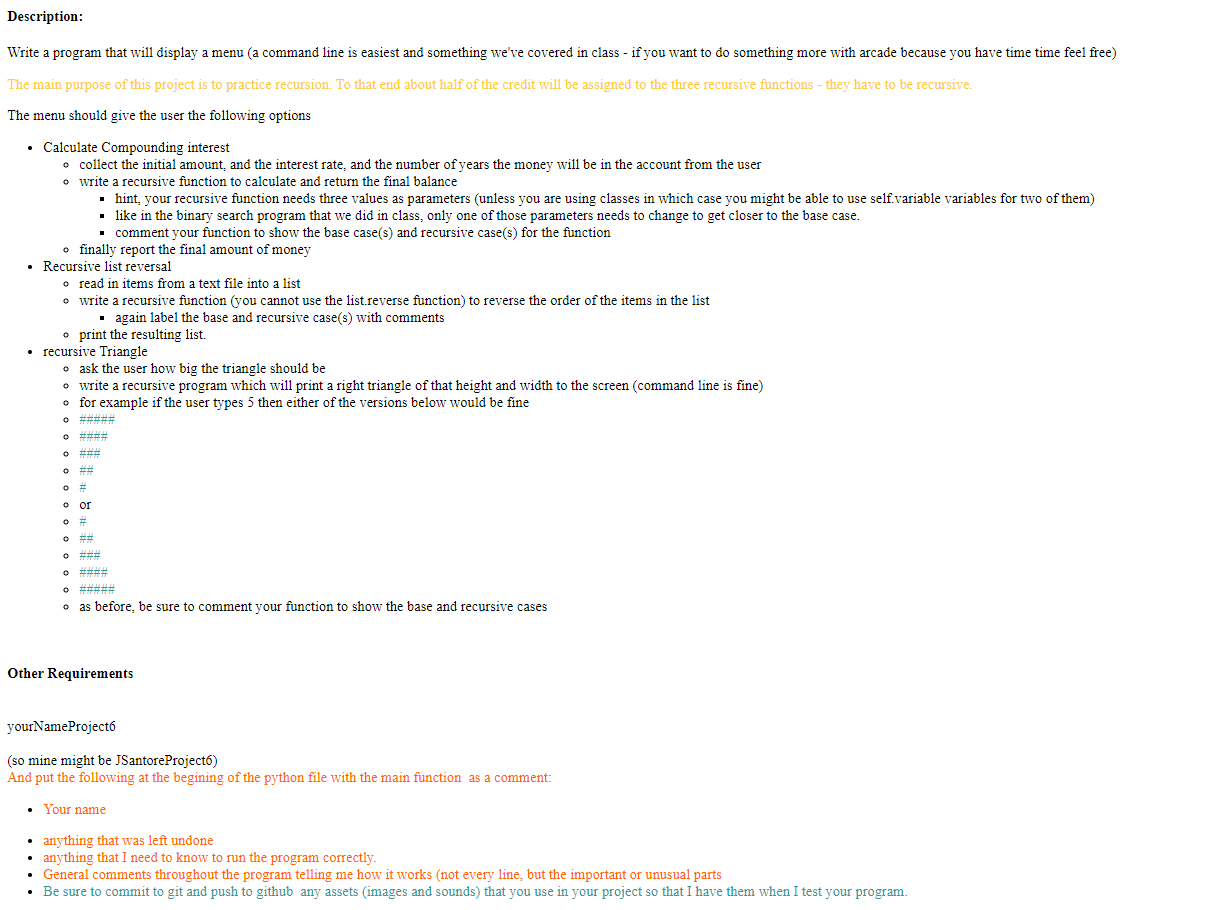 Description:
Write a program that will display a menu (a command line is easiest and something we've covered in class - if you want to do something more with arcade because you have time time feel free)
The main purpose of this project is to practice recursion. To that end about half of the credit will be assigned to the three recursive functions - they have to be recursive.
The menu should give the user the following options
• Calculate Compounding interest
◦ collect the initial amount, and the interest rate, and the number of years the money will be in the account from the user
◦ write a recursive function to calculate and return the final balance
▪ hint, your recursive function needs three values as parameters (unless you are using classes in which case you might be able to use self.variable variables for two of them)
▪ like in the binary search program that we did in class, only one of those parameters needs to change to get closer to the base case.
▪ comment your function to show the base case(s) and recursive case(s) for the function
◦ finally report the final amount of money
• Recursive list reversal
◦ read in items from a text file into a list
◦ write a recursive function (you cannot use the list.reverse function) to reverse the order of the items in the list
▪ again label the base and recursive case(s) with comments
◦ print the resulting list.
• recursive Triangle
◦ ask the user how big the triangle should be
◦ write a recursive program which will print a right triangle of that height and width to the screen (command line is fine)
◦ for example if the user types 5 then either of the versions below would be fine
◦ #####
◦ ####
◦ ###
◦ ##
◦ #
◦ or
◦ #
◦ ##
◦ ###
◦ ####
◦ #####
◦ as before, be sure to comment your function to show the base and recursive cases
Other Requirements
yourNameProject6
(so mine might be JSantoreProject6)
And put the following at the begining of the python file with the main function as a comment:
• Your name
• anything that was left undone
• anything that I need to know to run the program correctly.
• General comments throughout the program telling me how it works (not every line, but the important or unusual parts
• Be sure to commit to git and push to github any assets (images and sounds) that you use in your project so that I have them when I test your program.